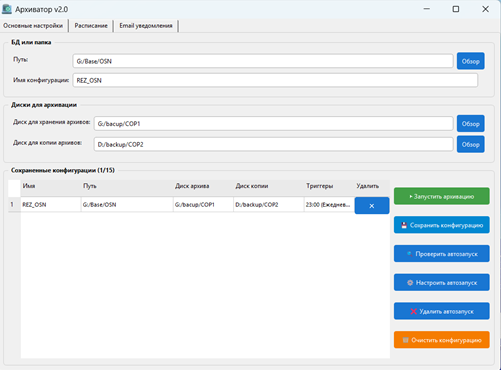 Архиватор v2.0
Основные настройки Расписание Email уведомления
БД или папка
Путь: G:/Base/OSN Обзор
Имя конфигурации: REZ_OSN
Диски для архивации
Диск для хранения архивов: G:/bacup/COP1 Обзор
Диск для копии архивов: D:/backup/COP2 Обзор
Сохраненные конфигурации (1/15)
Имя Путь Диск архива Диск копии Триггеры Удалить
1 REZ_OSN G:/Base/OSN G:/bacup/COP1 D:/backup/COP2 23:00 (Ежеднев...
Запустить архивацию
Сохранить конфигурацию
Проверить автозапуск
Настроить автозапуск
Удалить автозапуск
Очистить конфигурацию